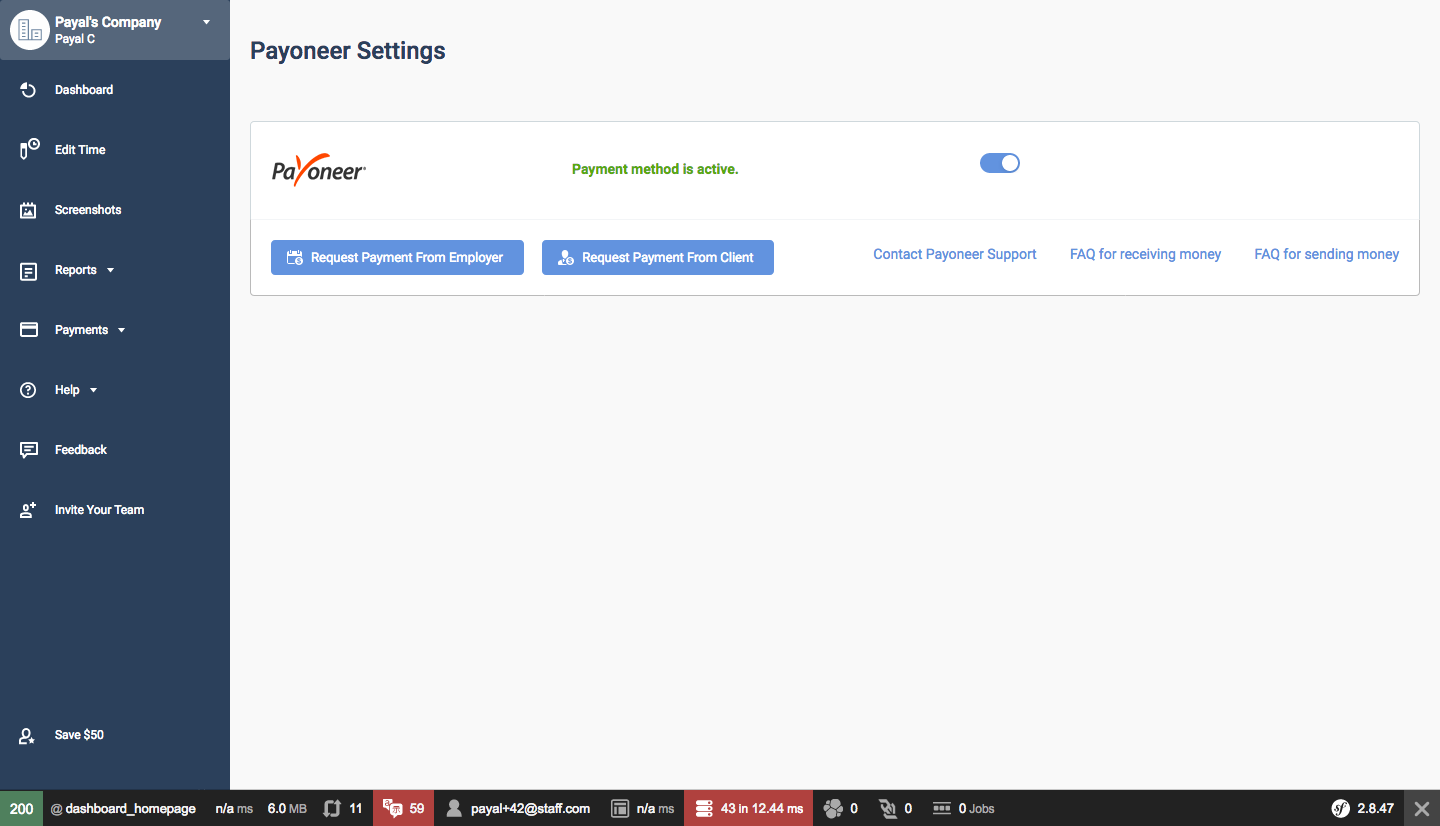 Payal's Company
Payal C
Dashboard
Edit Time
Screenshots
Reports
Payments
Help
Feedback
Invite Your Team
Save $50
Payoneer Settings
Payoneer
Payment method is active.
Request Payment From Employer
Request Payment From Client
Contact Payoneer Support
FAQ for receiving money
FAQ for sending money
200 @ dashboard_homepage n/a ms 6.0 MB 11 59 payal+42@staff.com n/a ms 43 in 12.44 ms 0 0 0 Jobs sf 2.8.47